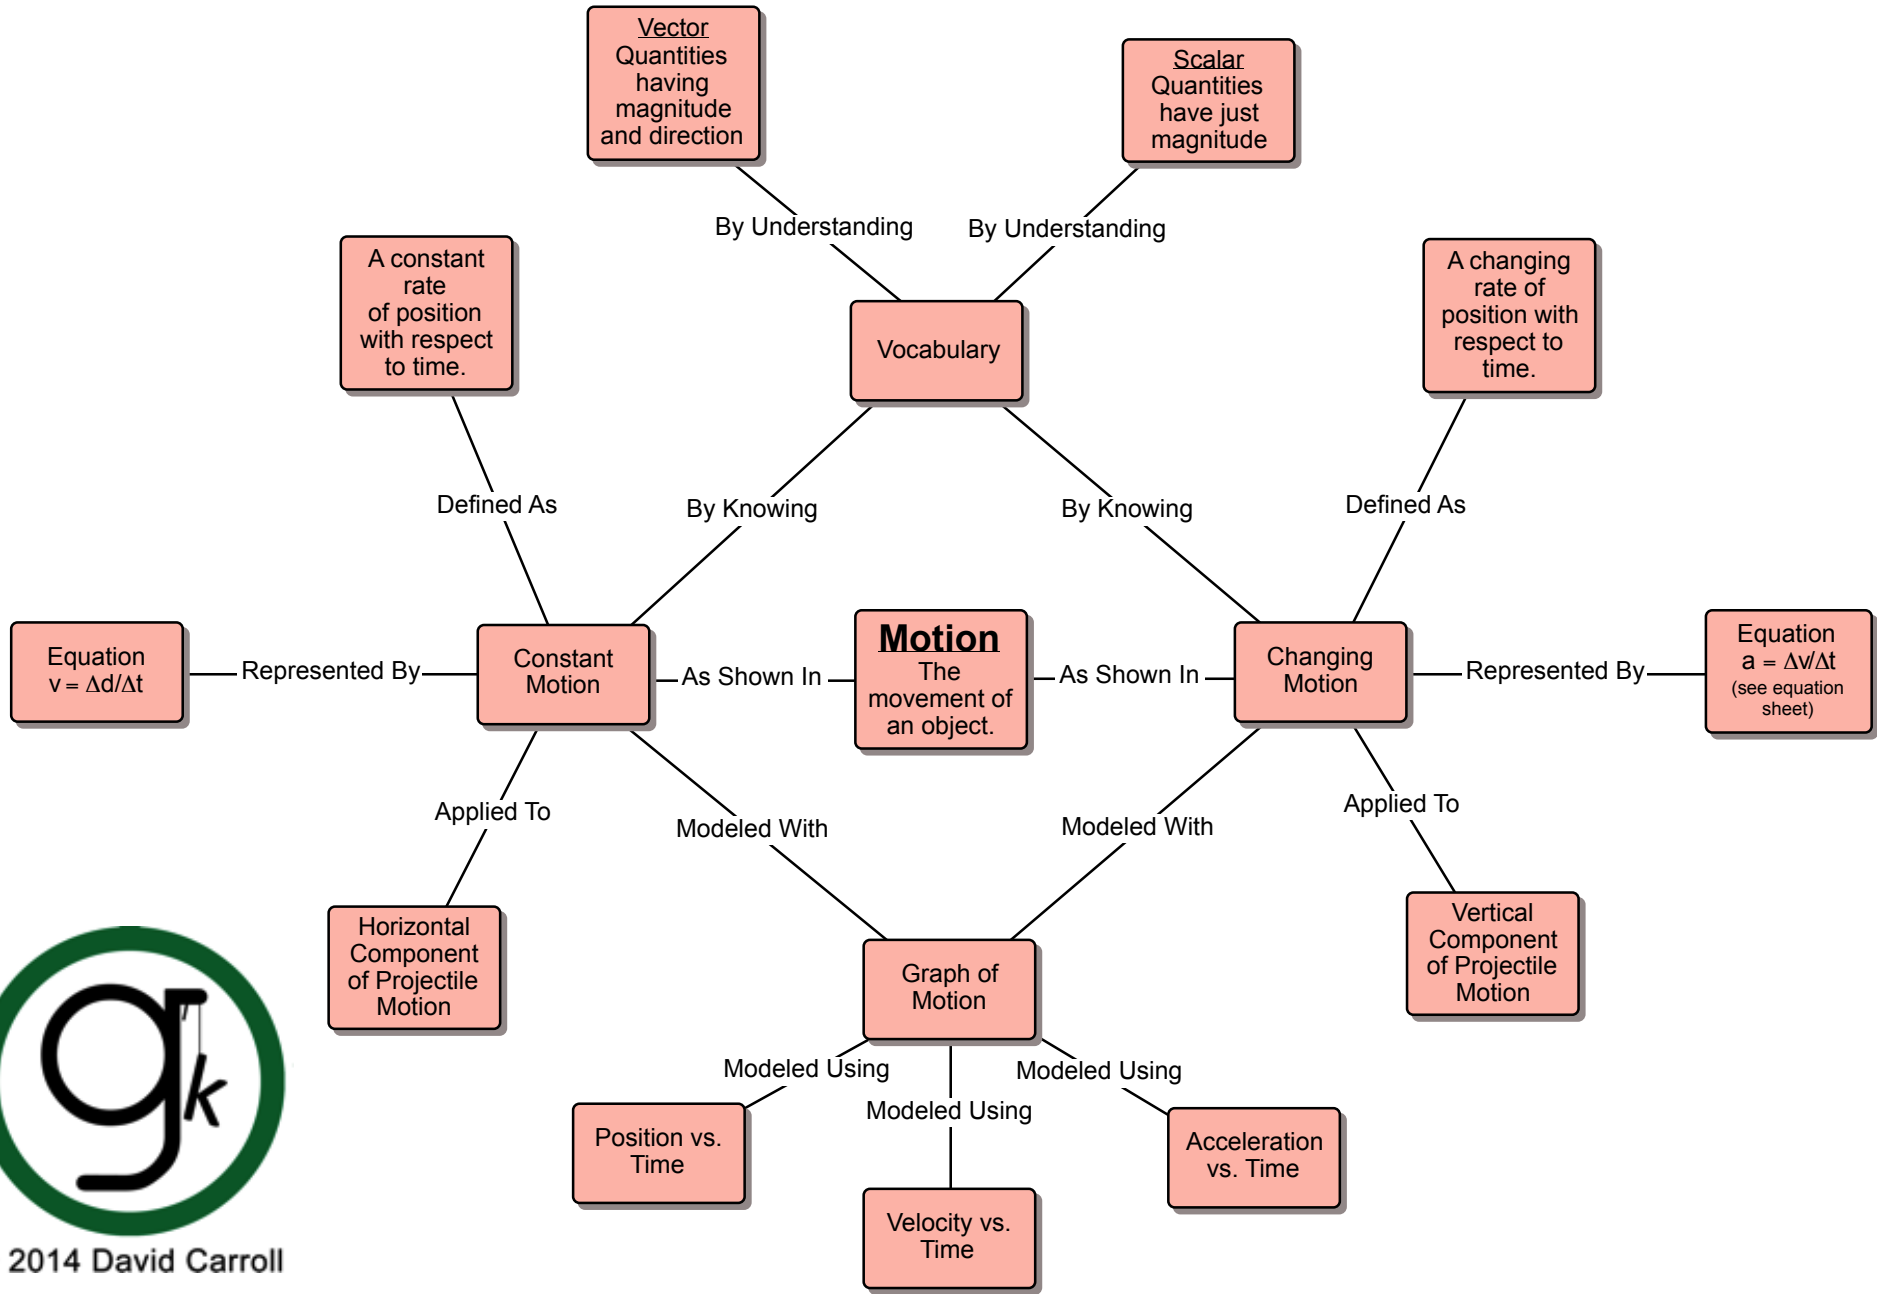 Vector
Quantities
having
magnitude
and direction
Scalar
Quantities
have just
magnitude
By Understanding
By Understanding
A constant
rate
of position
with respect
to time.
Vocabulary
A changing
rate of
position with
respect to
time.
Defined As
By Knowing
By Knowing
Defined As
Equation
v = Δd/Δt
Represented By
Constant
Motion
As Shown In
Motion
The
movement of
an object.
As Shown In
Changing
Motion
Represented By
Equation
a = Δv/Δt
(see equation
sheet)
Applied To
Modeled With
Modeled With
Applied To
Horizontal
Component
of Projectile
Motion
Graph of
Motion
Vertical
Component
of Projectile
Motion
Modeled Using
Modeled Using
Modeled Using
Position vs.
Time
Velocity vs.
Time
Acceleration
vs. Time
gk
2014 David Carroll